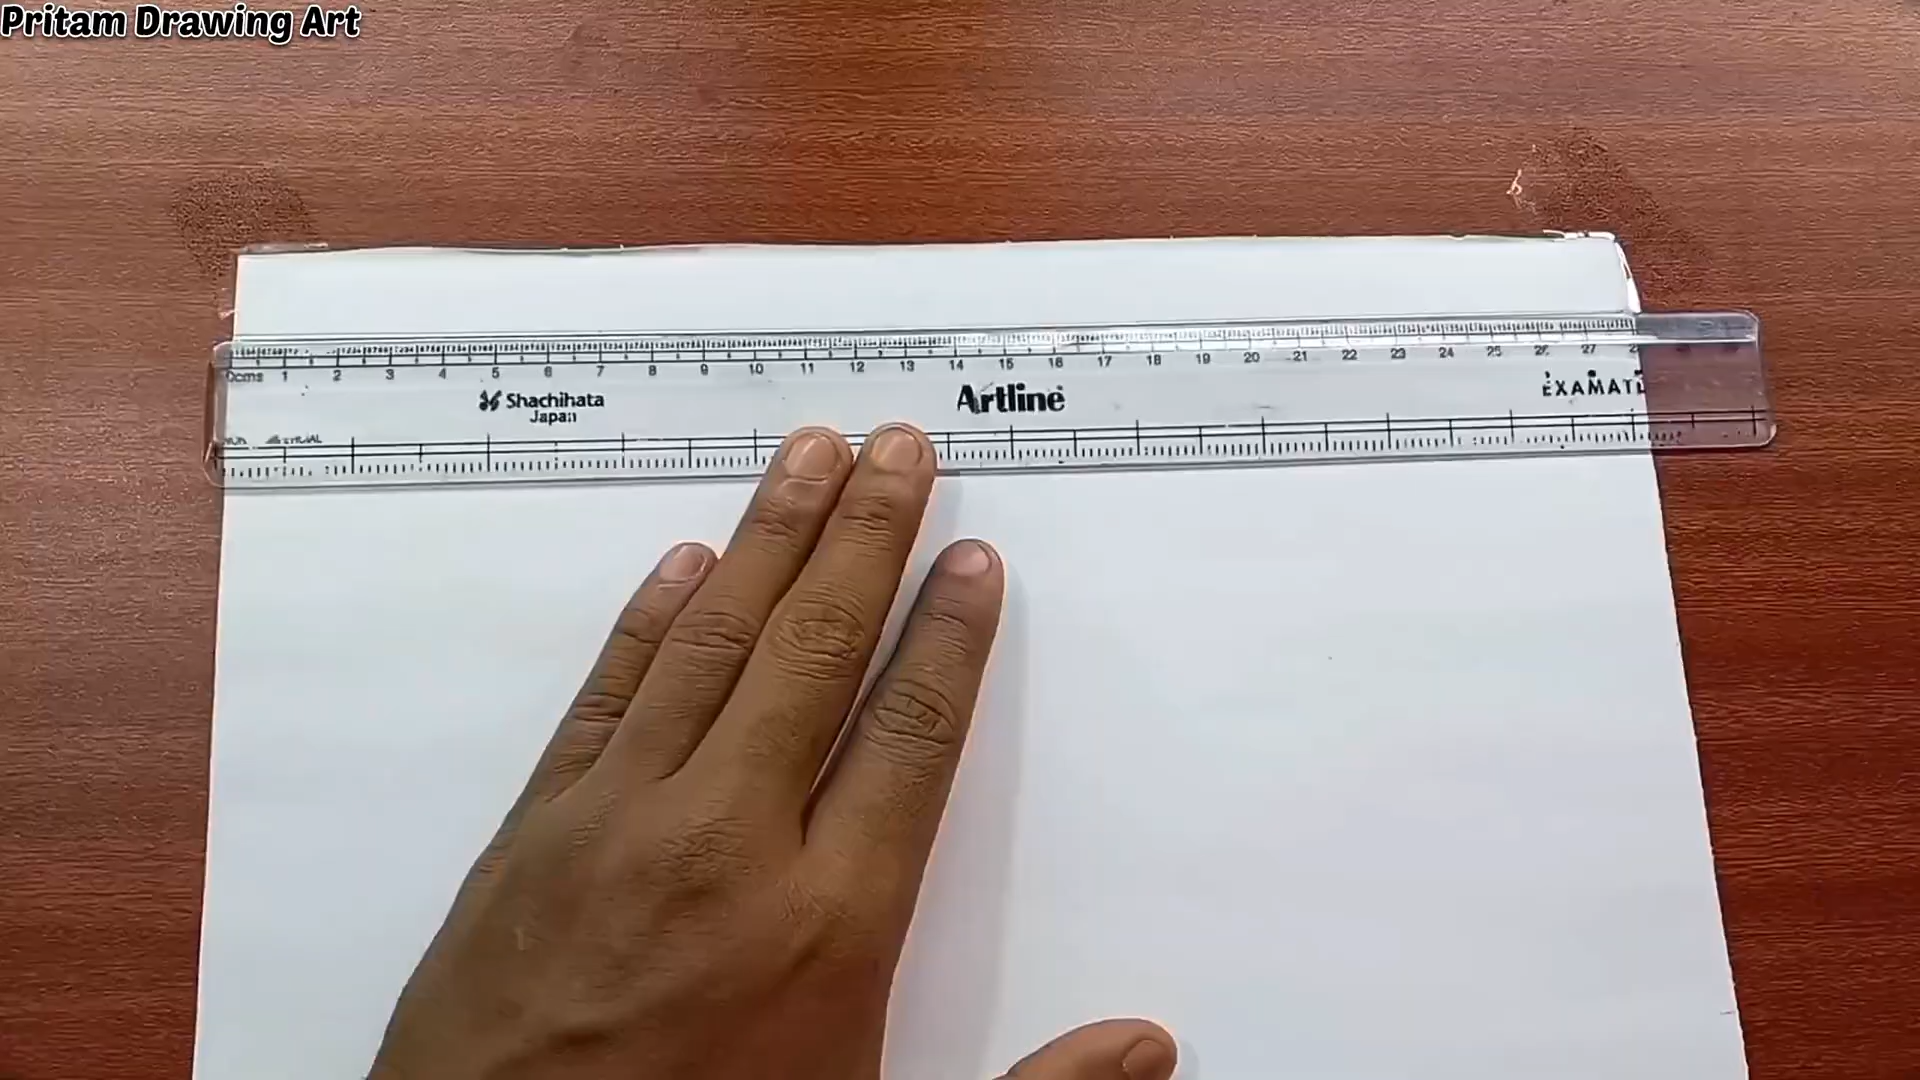 Pritam Drawing Art
0cms 1 2 3 4 5 6 7 8 9 10 11 12 13 14 15 16 17 18 19 20 21 22 23 24 25 26 27
Shachihata
Japan
Artline